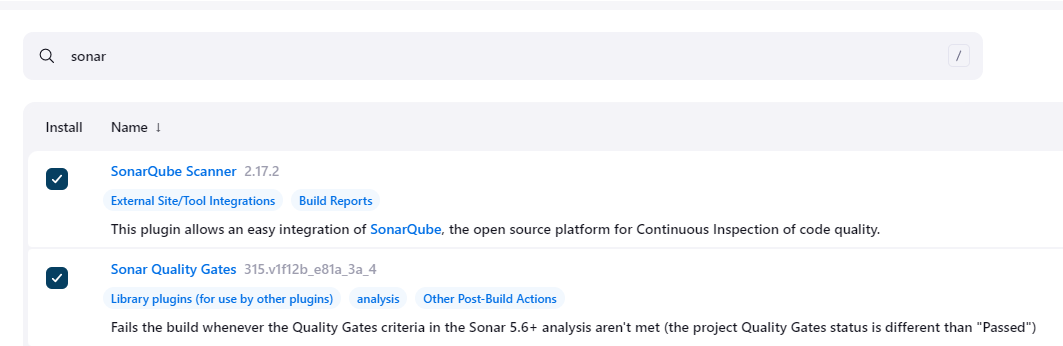 sonar /
Install Name ↓
SonarQube Scanner 2.17.2
External Site/Tool Integrations Build Reports
This plugin allows an easy integration of SonarQube, the open source platform for Continuous Inspection of code quality.
Sonar Quality Gates 315.v1f12b_e81a_3a_4
Library plugins (for use by other plugins) analysis Other Post-Build Actions
Fails the build whenever the Quality Gates criteria in the Sonar 5.6+ analysis aren't met (the project Quality Gates status is different than "Passed")